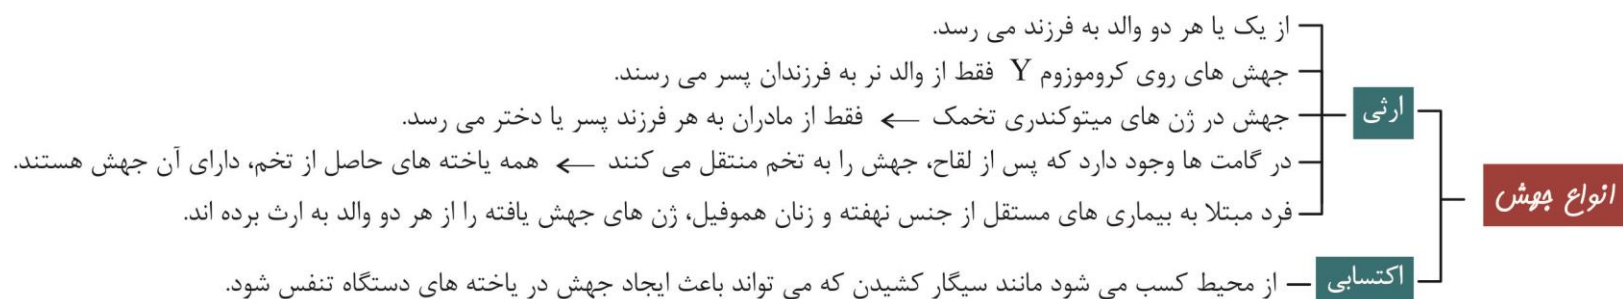 از یک یا هر دو والد به فرزند می رسد.
جهش های روی کروموزوم Y فقط از والد نر به فرزندان پسر می رسند.
ارثی
جهش در ژن های میتوکندری تخمک ← فقط از مادران به هر فرزند پسر یا دختر می رسد.
در گامت ها وجود دارد که پس از لقاح، جهش را به تخم منتقل می کنند ← همه یاخته های حاصل از تخم، دارای آن جهش هستند.
انواع جهش
فرد مبتلا به بیماری های مستقل از جنس نهفته و زنان هموفیل، ژن های جهش یافته را از هر دو والد به ارث برده اند.
اکتسابی
از محیط کسب می شود مانند سیگار کشیدن که می تواند باعث ایجاد جهش در یاخته های دستگاه تنفس شود.